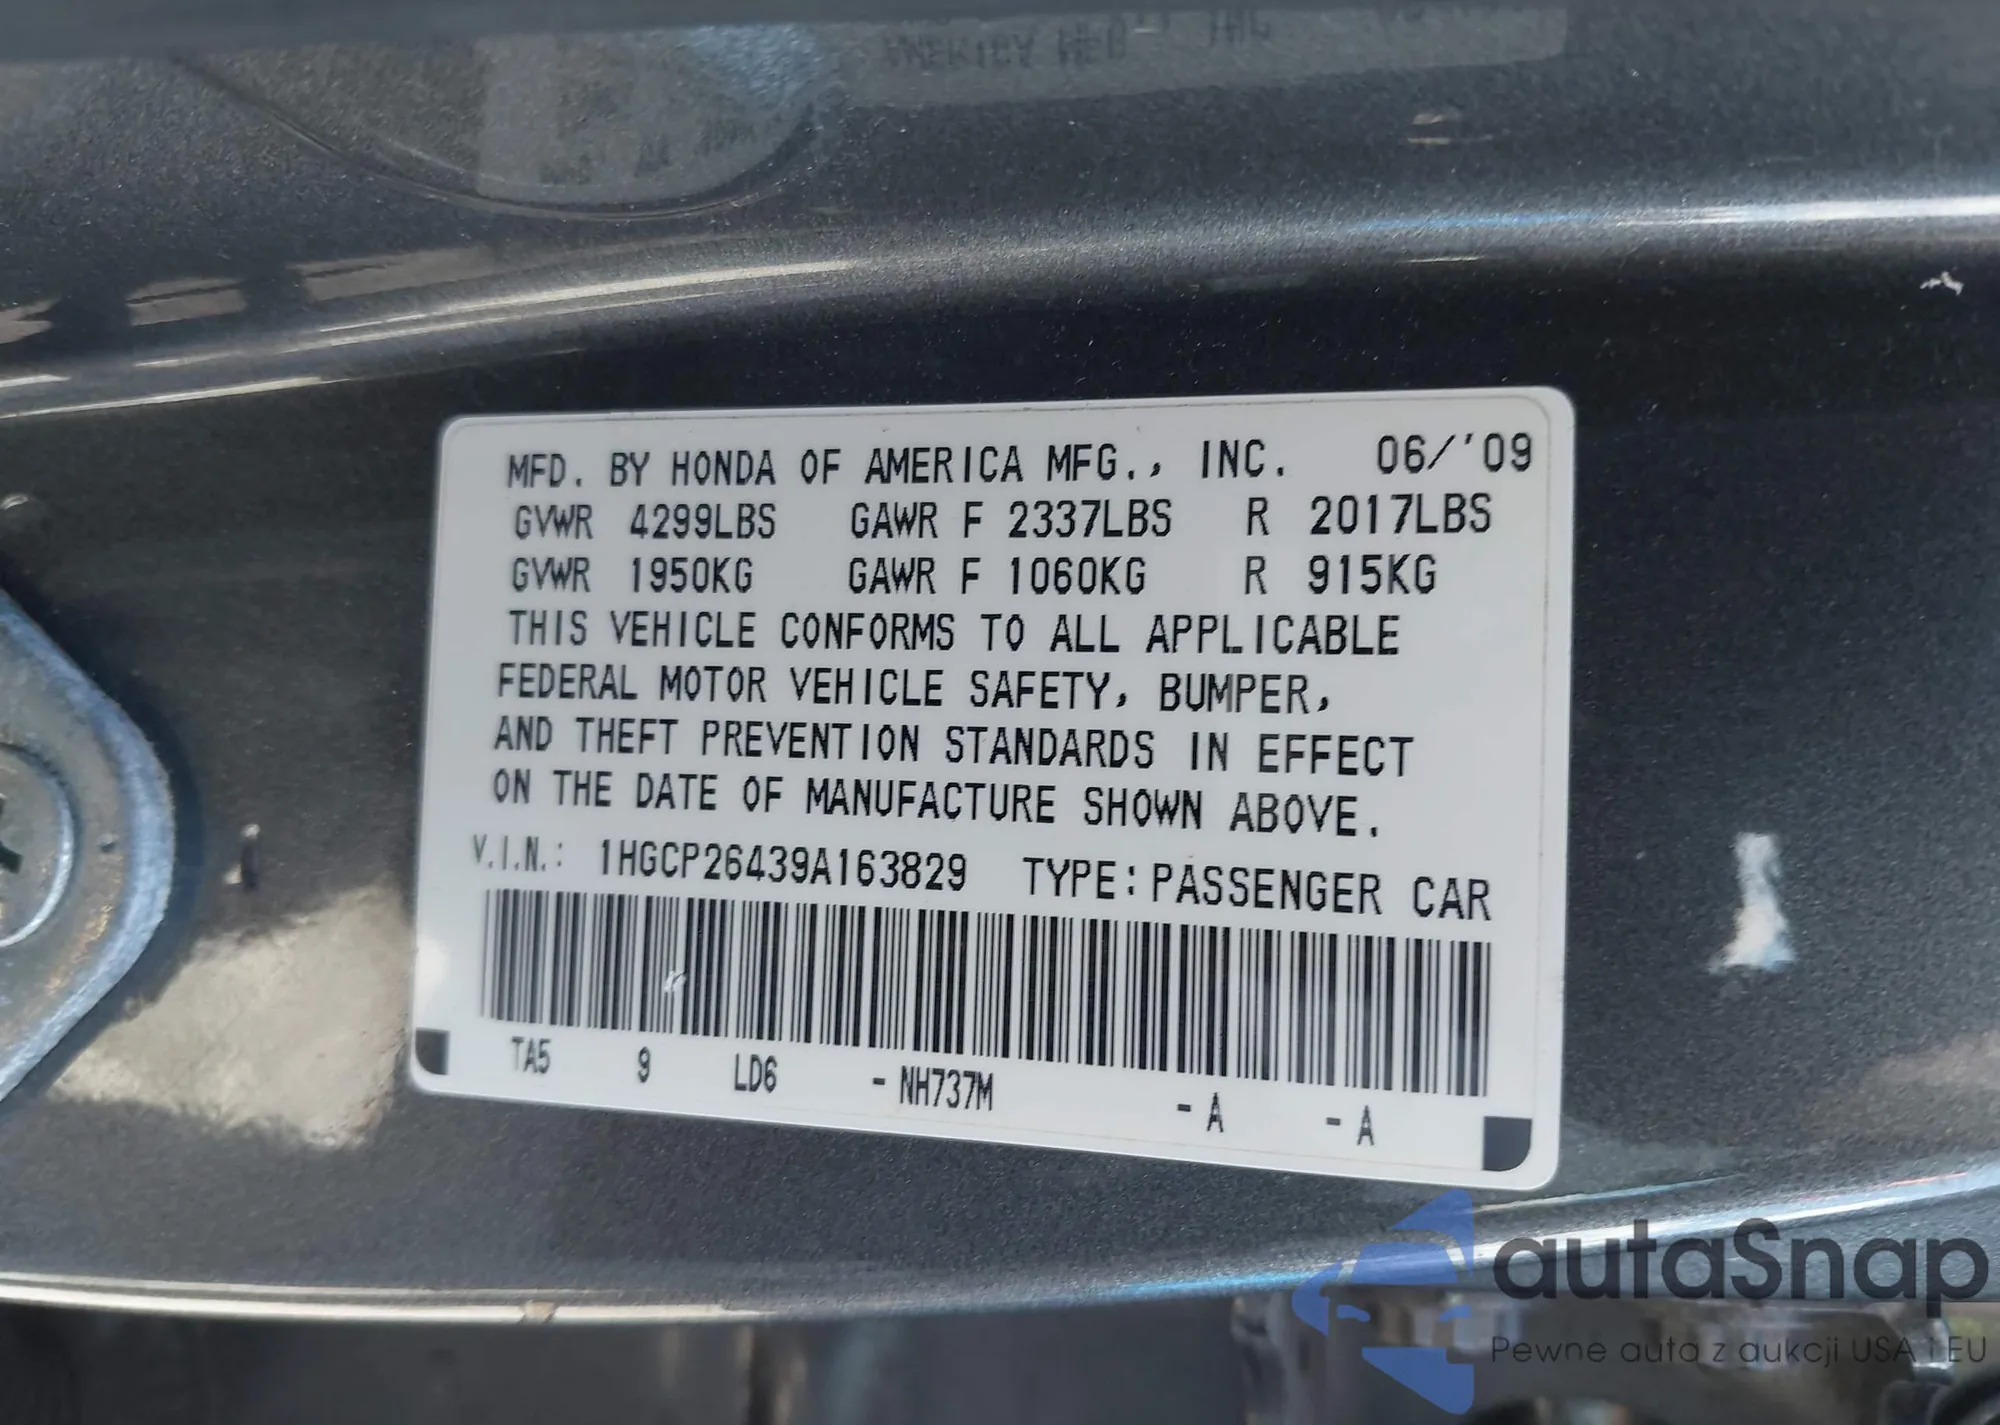 MFD. BY HONDA OF AMERICA MFG., INC. 06/'09
GVWR 4299LBS GAWR F 2337LBS R 2017LBS
GVWR 1950KG GAWR F 1060KG R 915KG
THIS VEHICLE CONFORMS TO ALL APPLICABLE
FEDERAL MOTOR VEHICLE SAFETY, BUMPER,
AND THEFT PREVENTION STANDARDS IN EFFECT
ON THE DATE OF MANUFACTURE SHOWN ABOVE.
V.I.N.: 1HGCP26439A163829 TYPE: PASSENGER CAR
TA5 9 LD6 - NH737M - A - A
autaSnap
Pewne auta z aukcji USA i EU